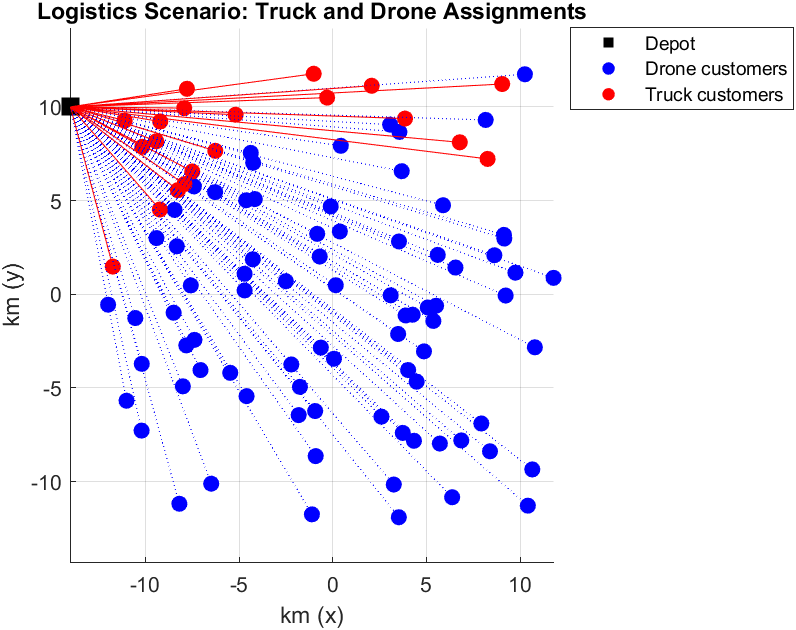 Logistics Scenario: Truck and Drone Assignments
Depot
Drone customers
Truck customers
10
5
0
-5
-10
km (y)
-10 -5 0 5 10
km (x)